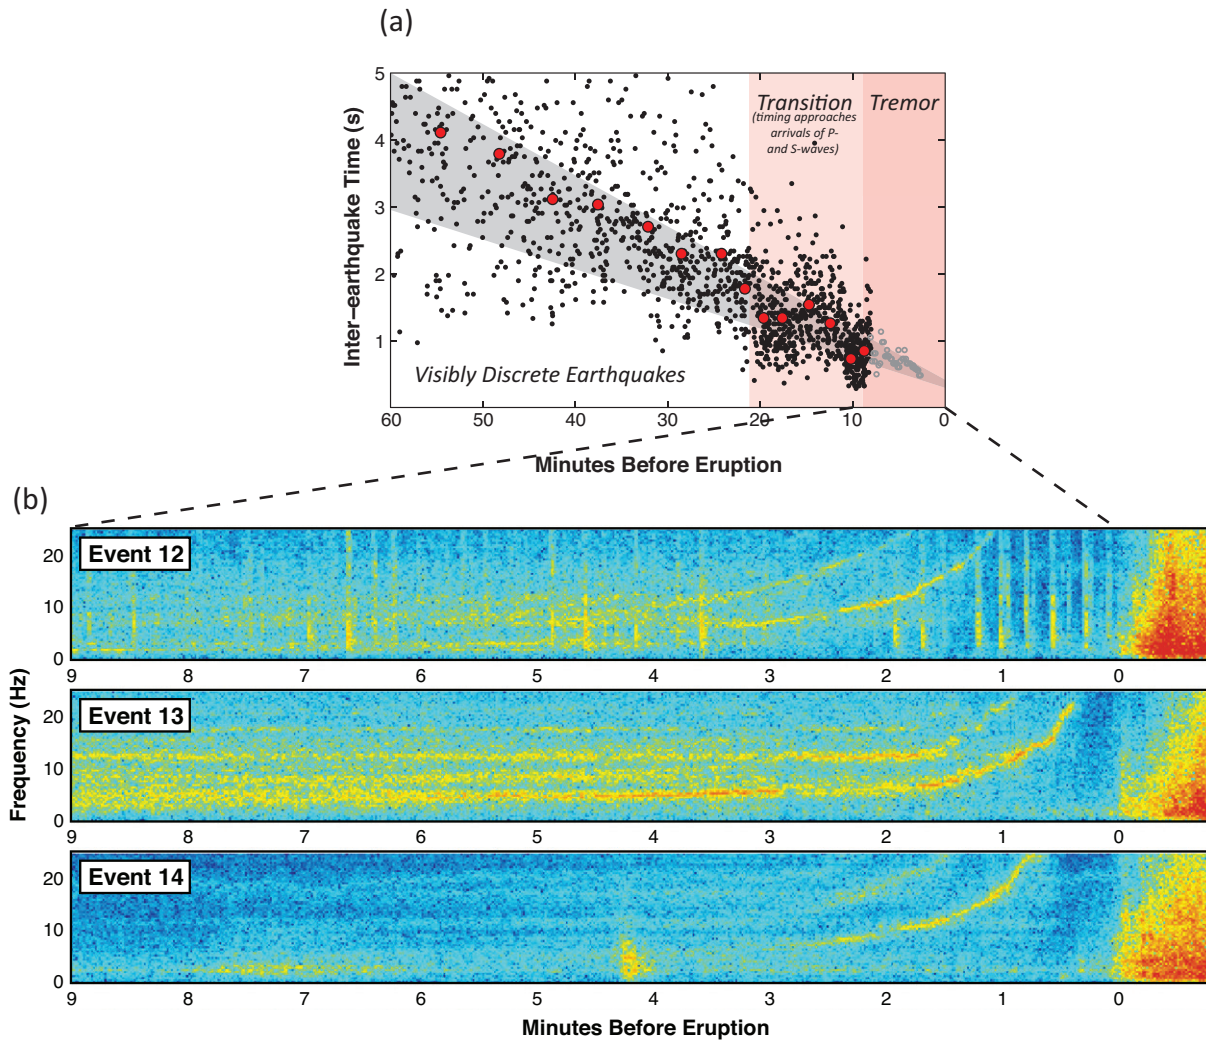 (a)
Inter–earthquake Time (s)
5
4
3
2
1
Transition
(timing approaches
arrivals of P-
and S-waves)
Tremor
Visibly Discrete Earthquakes
60 50 40 30 20 10 0
Minutes Before Eruption
(b)
Frequency (Hz)
Event 12
20
10
0
9 8 7 6 5 4 3 2 1 0
Event 13
20
10
0
9 8 7 6 5 4 3 2 1 0
Event 14
20
10
0
9 8 7 6 5 4 3 2 1 0
Minutes Before Eruption